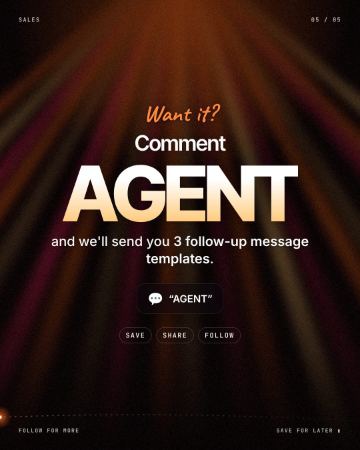 SALES
05 / 05
Want it?
Comment
AGENT
and we'll send you 3 follow-up message
templates.
“AGENT”
SAVE
SHARE
FOLLOW
FOLLOW FOR MORE
SAVE FOR LATER